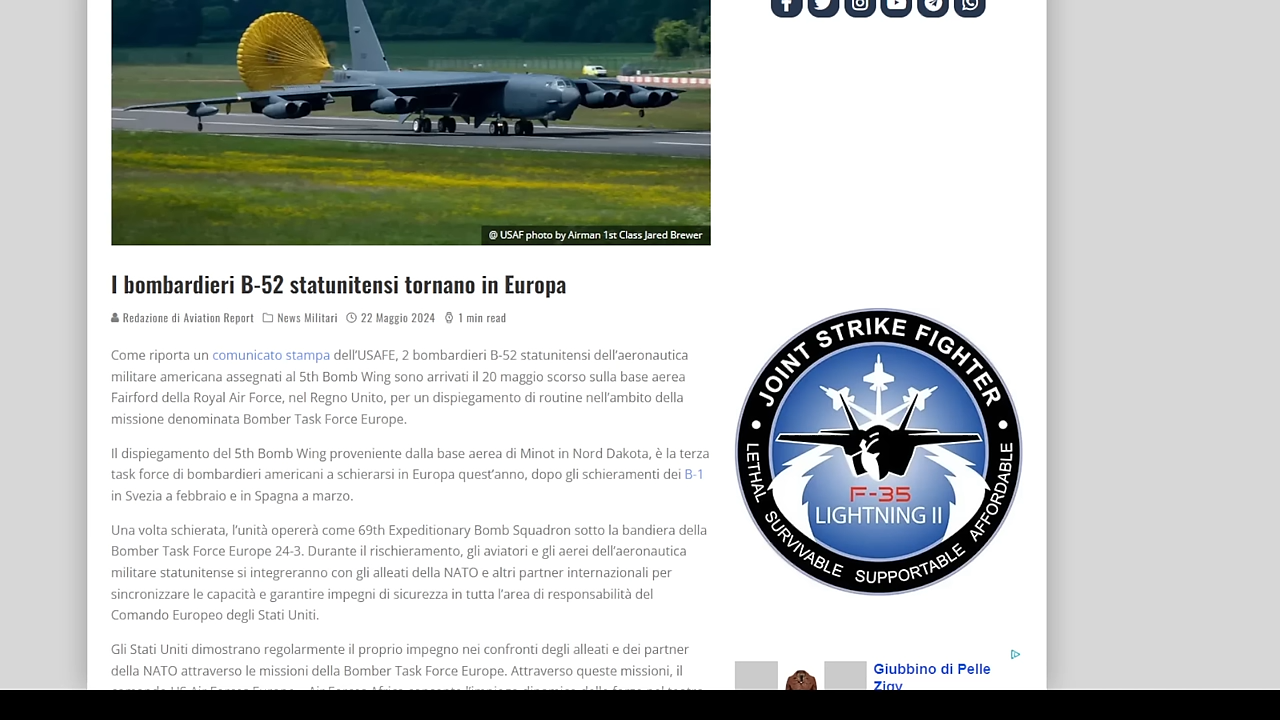 @ USAF photo by Airman 1st Class Jared Brewer
I bombardieri B-52 statunitensi tornano in Europa
Redazione di Aviation Report News Militari 22 Maggio 2024 1 min read
Come riporta un comunicato stampa dell’USAFE, 2 bombardieri B-52 statunitensi dell’aeronautica
militare americana assegnati al 5th Bomb Wing sono arrivati il 20 maggio scorso sulla base aerea
Fairford della Royal Air Force, nel Regno Unito, per un dispiegamento di routine nell’ambito della
missione denominata Bomber Task Force Europe.
Il dispiegamento del 5th Bomb Wing proveniente dalla base aerea di Minot in Nord Dakota, è la terza
task force di bombardieri americani a schierarsi in Europa quest’anno, dopo gli schieramenti dei B-1
in Svezia a febbraio e in Spagna a marzo.
Una volta schierata, l’unità opererà come 69th Expeditionary Bomb Squadron sotto la bandiera della
Bomber Task Force Europe 24-3. Durante il rischieramento, gli aviatori e gli aerei dell’aeronautica
militare statunitense si integreranno con gli alleati della NATO e altri partner internazionali per
sincronizzare le capacità e garantire impegni di sicurezza in tutta l’area di responsabilità del
Comando Europeo degli Stati Uniti.
Gli Stati Uniti dimostrano regolarmente il proprio impegno nei confronti degli alleati e dei partner
della NATO attraverso le missioni della Bomber Task Force Europe. Attraverso queste missioni, il
JOINT STRIKE FIGHTER
F-35
LIGHTNING II
LETHAL SURVIVABLE SUPPORTABLE AFFORDABLE
Giubbino di Pelle
Zigy